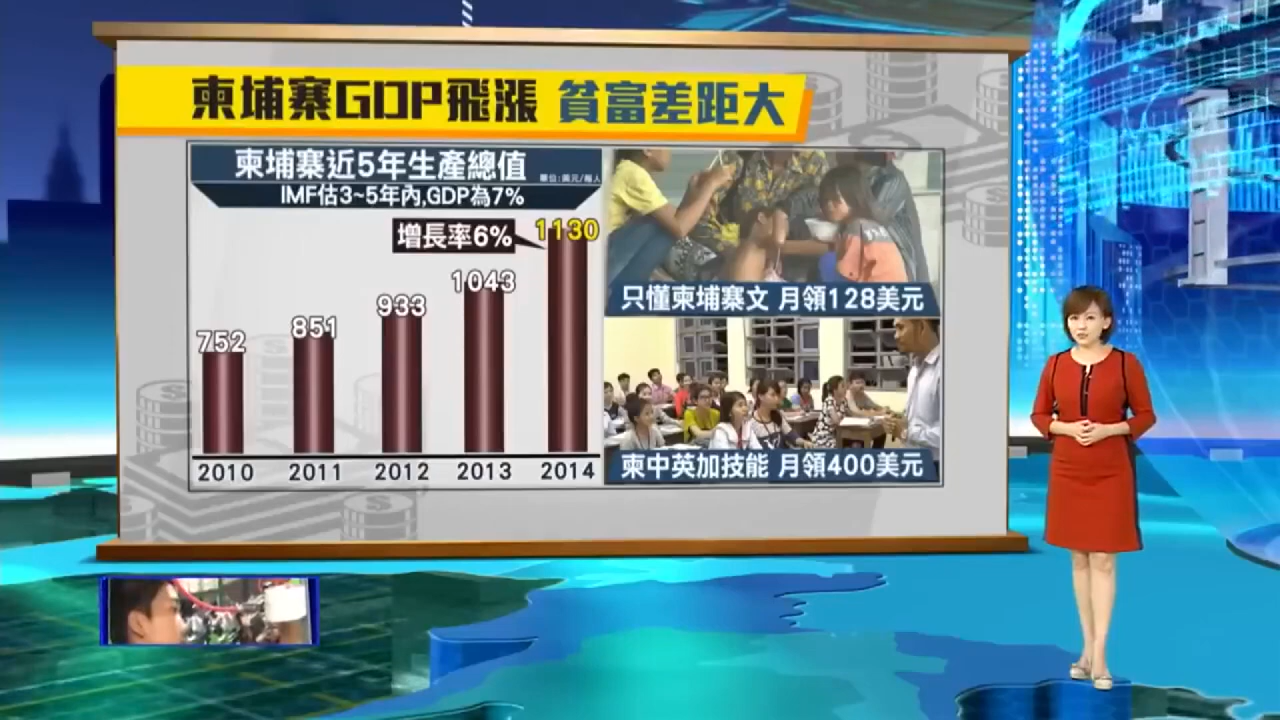 柬埔寨GDP飛漲 貧富差距大
柬埔寨近5年生產總值
單位:美元/每人
IMF估3~5年內,GDP為7%
增長率6%
1130
1043
933
851
752
2010 2011 2012 2013 2014
只懂柬埔寨文 月領128美元
柬中英加技能 月領400美元